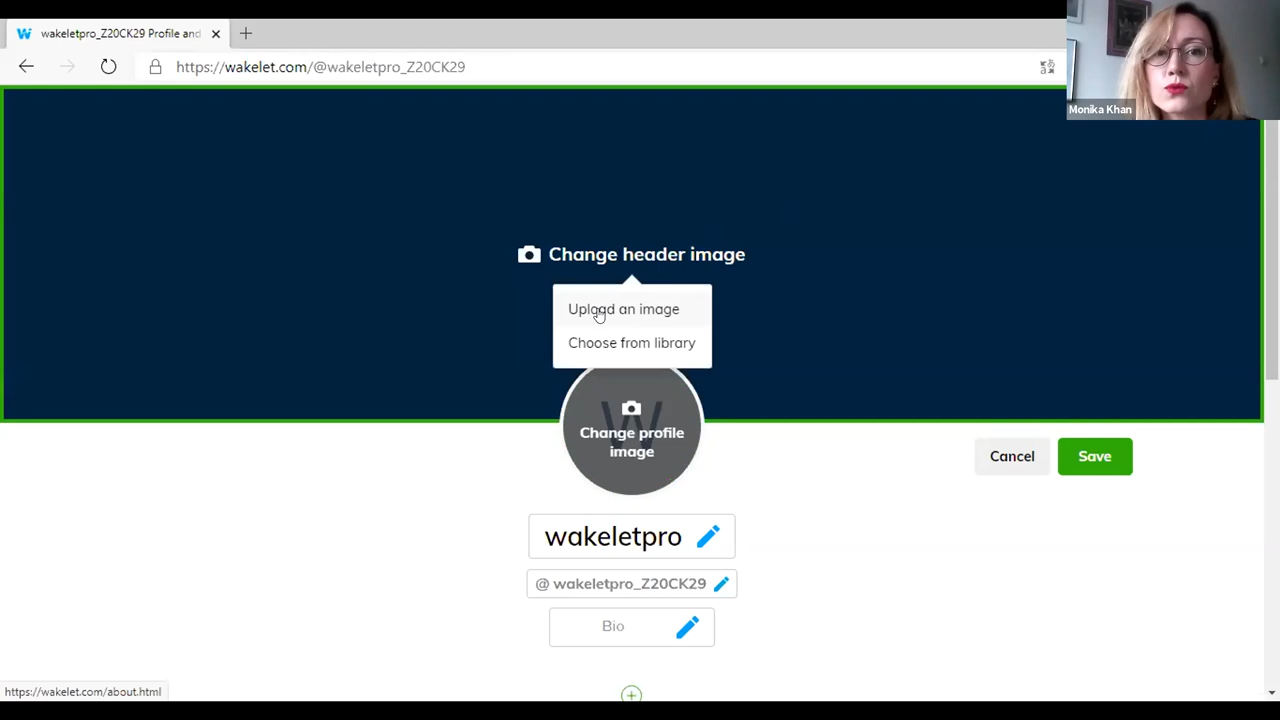 wakeletpro_Z20CK29 Profile and
https://wakelet.com/@wakeletpro_Z20CK29
Monika Khan
Change header image
Upload an image
Choose from library
W
Change profile
image
Cancel
Save
wakeletpro
@ wakeletpro_Z20CK29
Bio
https://wakelet.com/about.html